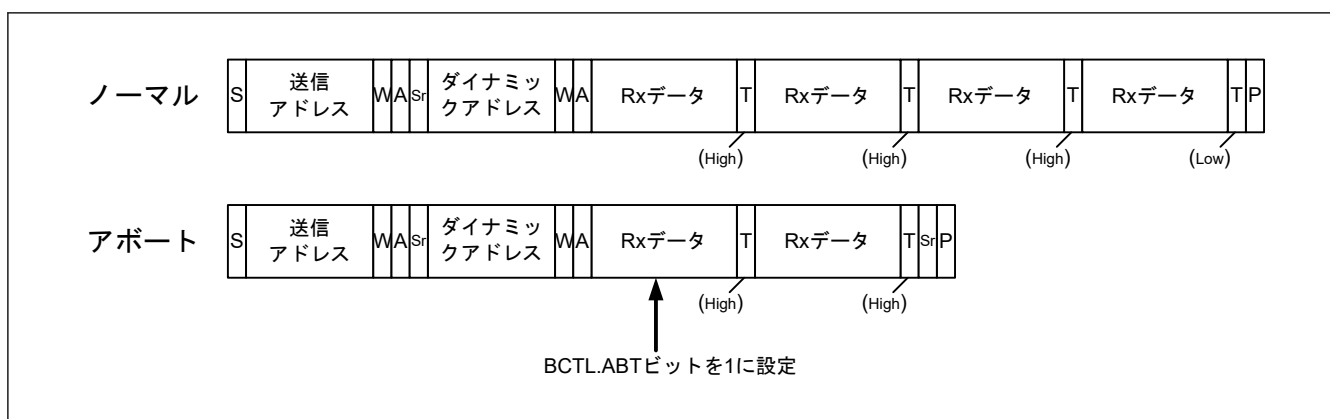 ノーマル
S 送信
アドレス W A Sr ダイナミッ
クアドレス W A Rxデータ T Rxデータ T Rxデータ T Rxデータ T P
(High) (High) (High) (Low)
アボート
S 送信
アドレス W A Sr ダイナミッ
クアドレス W A Rxデータ T Rxデータ T Sr P
(High) (High)
BCTL.ABTビットを1に設定